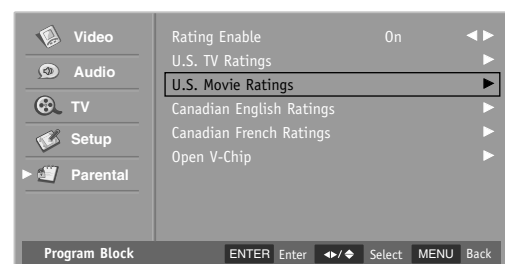 Video
Audio
TV
Setup
Parental
Rating Enable On
U.S. TV Ratings
U.S. Movie Ratings
Canadian English Ratings
Canadian French Ratings
Open V-Chip
Program Block ENTER Enter Select MENU Back